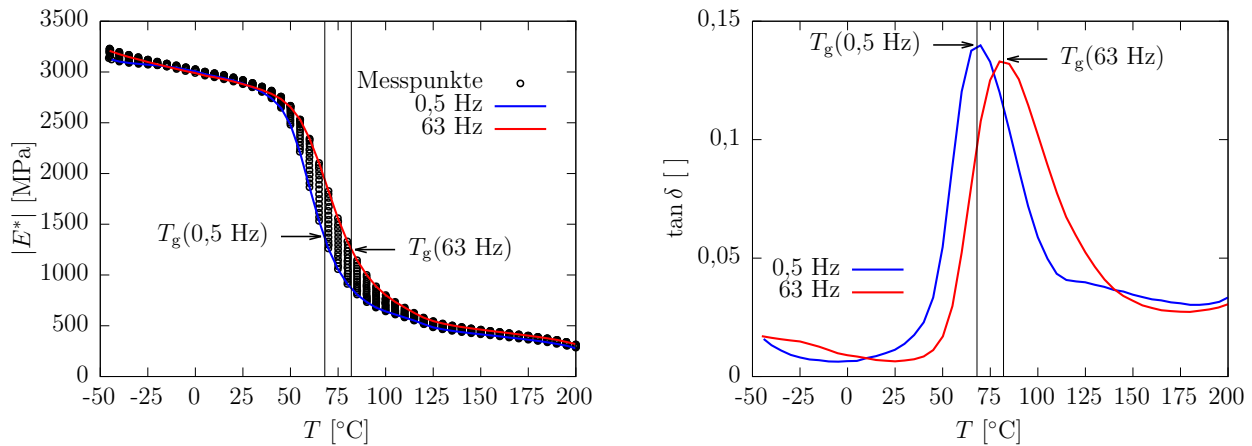 3500
3000
2500
2000
1500
1000
500
0
|E*| [MPa]
-50 -25 0 25 50 75 100 125 150 175 200
T [°C]
Messpunkte
0,5 Hz
63 Hz
Tg(0,5 Hz)
Tg(63 Hz)
0,15
0,1
0,05
0
tan δ [ ]
-50 -25 0 25 50 75 100 125 150 175 200
T [°C]
Tg(0,5 Hz)
Tg(63 Hz)
0,5 Hz
63 Hz